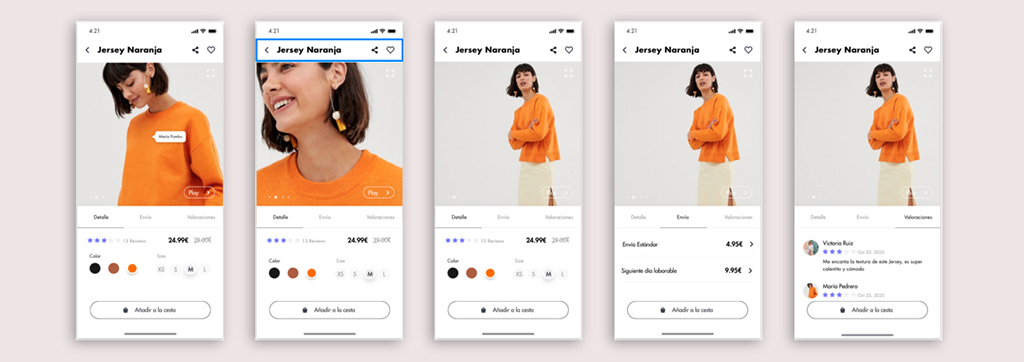 4:21
Jersey Naranja
María Pombo
Play
Detalle Envío Valoraciones
13 Reviews 24.99€ 29.00€
Color Size
XS S M L
Añadir a la cesta
4:21
Jersey Naranja
Play
Detalle Envío Valoraciones
13 Reviews 24.99€ 29.00€
Color Size
XS S M L
Añadir a la cesta
4:21
Jersey Naranja
Detalle Envío Valoraciones
13 Reviews 24.99€ 29.00€
Color Size
XS S M L
Añadir a la cesta
4:21
Jersey Naranja
Detalle Envío Valoraciones
Envío Estándar 4.95€
Siguiente día laborable 9.95€
Añadir a la cesta
4:21
Jersey Naranja
Detalle Envío Valoraciones
Victoria Ruiz
Oct 20, 2020
Me encanta la textura de este Jersey, es super
calentito y cómodo
María Pedrero
Oct 20, 2020
Añadir a la cesta